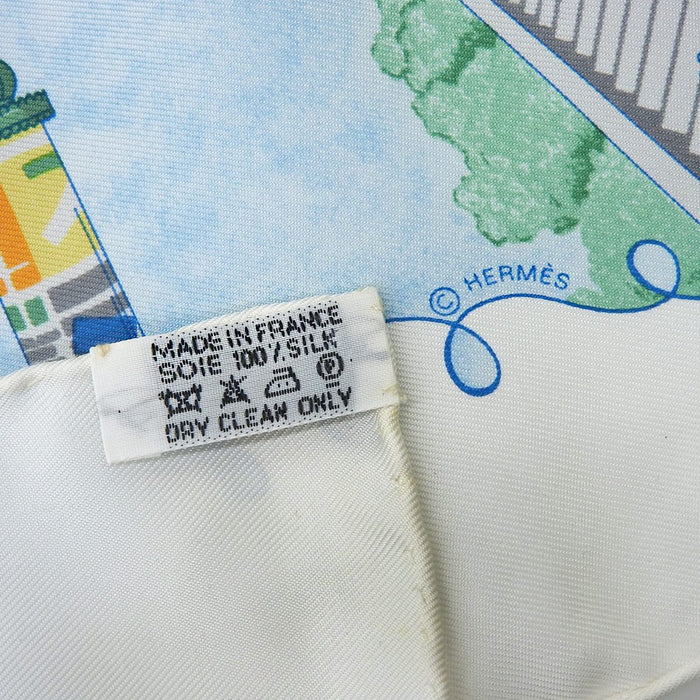 © HERMÈS
MADE IN FRANCE
SOIE 100% SILK
P
DRY CLEAN ONLY